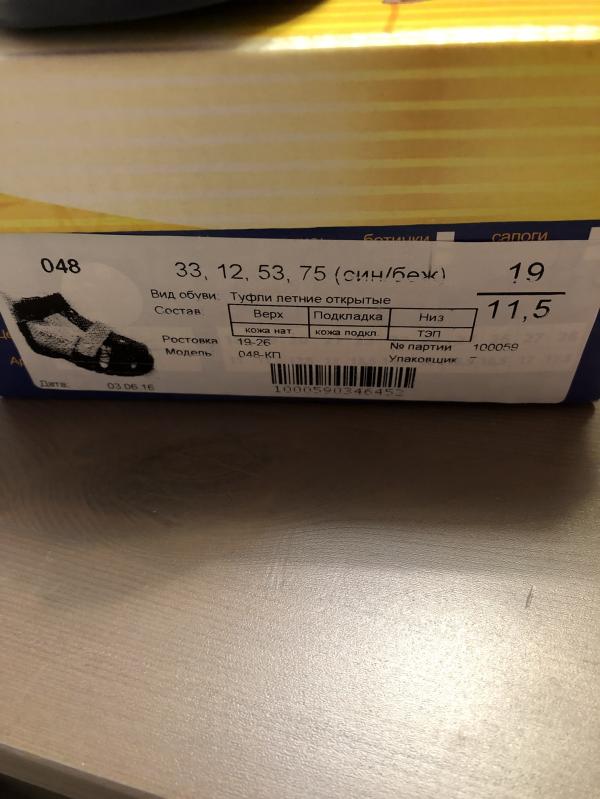 ботинки сапоги
048 33, 12, 53, 75 (син/беж) 19
11,5
Вид обуви: Туфли летние открытые
Состав: Верх Подкладка Низ
кожа нат. кожа подкл. ТЭП
Ростовка 19-26 № партии 100059
Модель 048-КП Упаковщик –
Дата: 03.06.16
1000590346452